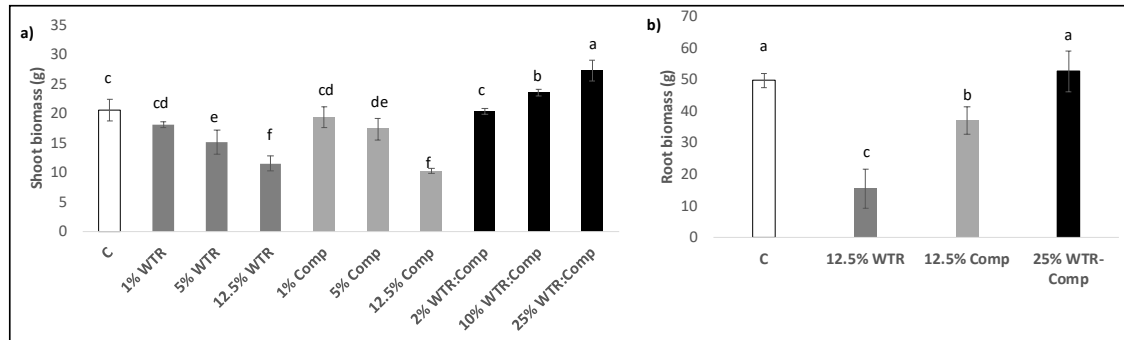 a)
Shoot biomass (g)
35
30
25
20
15
10
5
0
c
cd
e
f
cd
de
f
c
b
a
C
1% WTR
5% WTR
12.5% WTR
1% Comp
5% Comp
12.5% Comp
2% WTR:Comp
10% WTR:Comp
25% WTR:Comp
b)
Root biomass (g)
70
60
50
40
30
20
10
0
a
c
b
a
C
12.5% WTR
12.5% Comp
25% WTR-
Comp